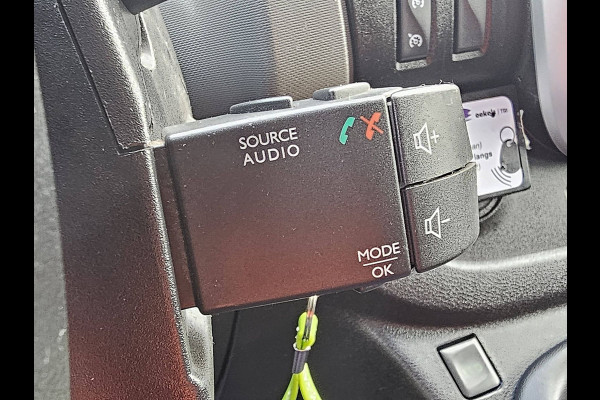 SOURCE
AUDIO
MODE
OK
+
-